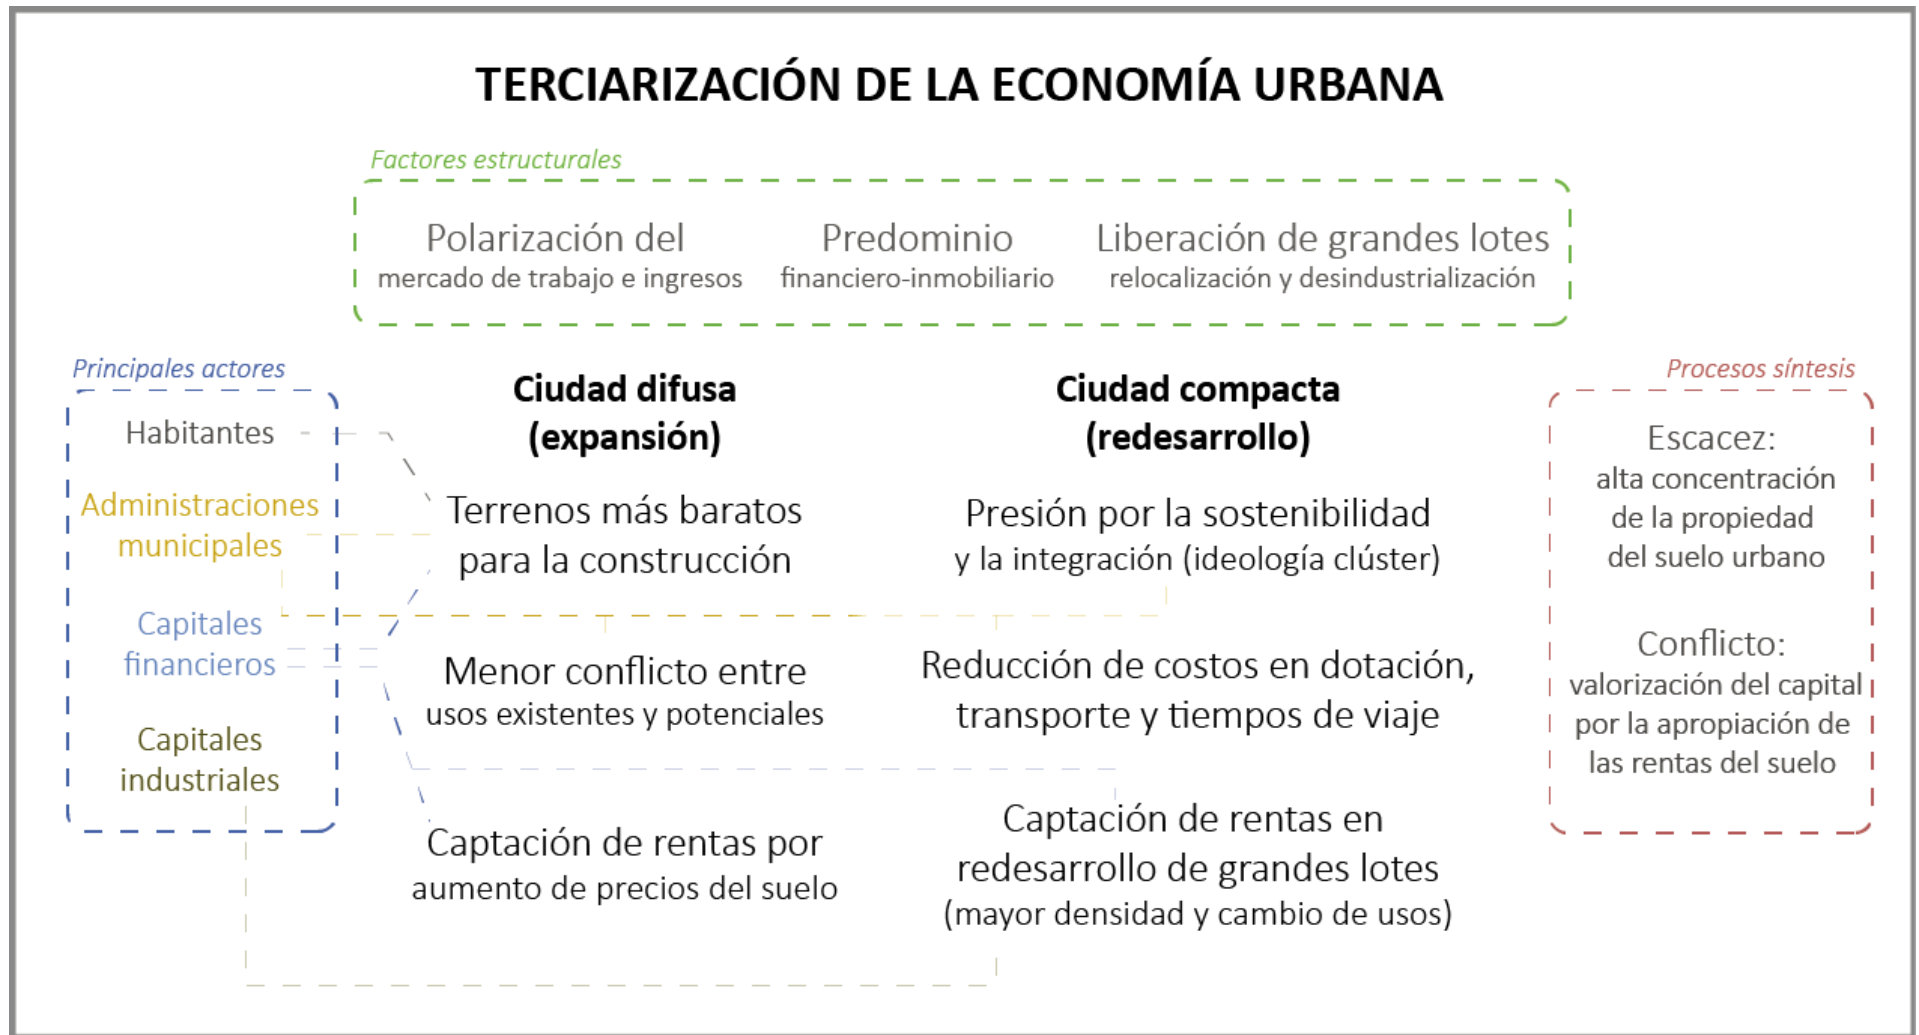 TERCIARIZACIÓN DE LA ECONOMÍA URBANA
Factores estructurales
Polarización del
mercado de trabajo e ingresos
Predominio
financiero-inmobiliario
Liberación de grandes lotes
relocalización y desindustrialización
Principales actores
Habitantes
Administraciones
municipales
Capitales
financieros
Capitales
industriales
Ciudad difusa
(expansión)
Terrenos más baratos
para la construcción
Menor conflicto entre
usos existentes y potenciales
Captación de rentas por
aumento de precios del suelo
Ciudad compacta
(redesarrollo)
Presión por la sostenibilidad
y la integración (ideología clúster)
Reducción de costos en dotación,
transporte y tiempos de viaje
Captación de rentas en
redesarrollo de grandes lotes
(mayor densidad y cambio de usos)
Procesos síntesis
Escacez:
alta concentración
de la propiedad
del suelo urbano
Conflicto:
valorización del capital
por la apropiación de
las rentas del suelo